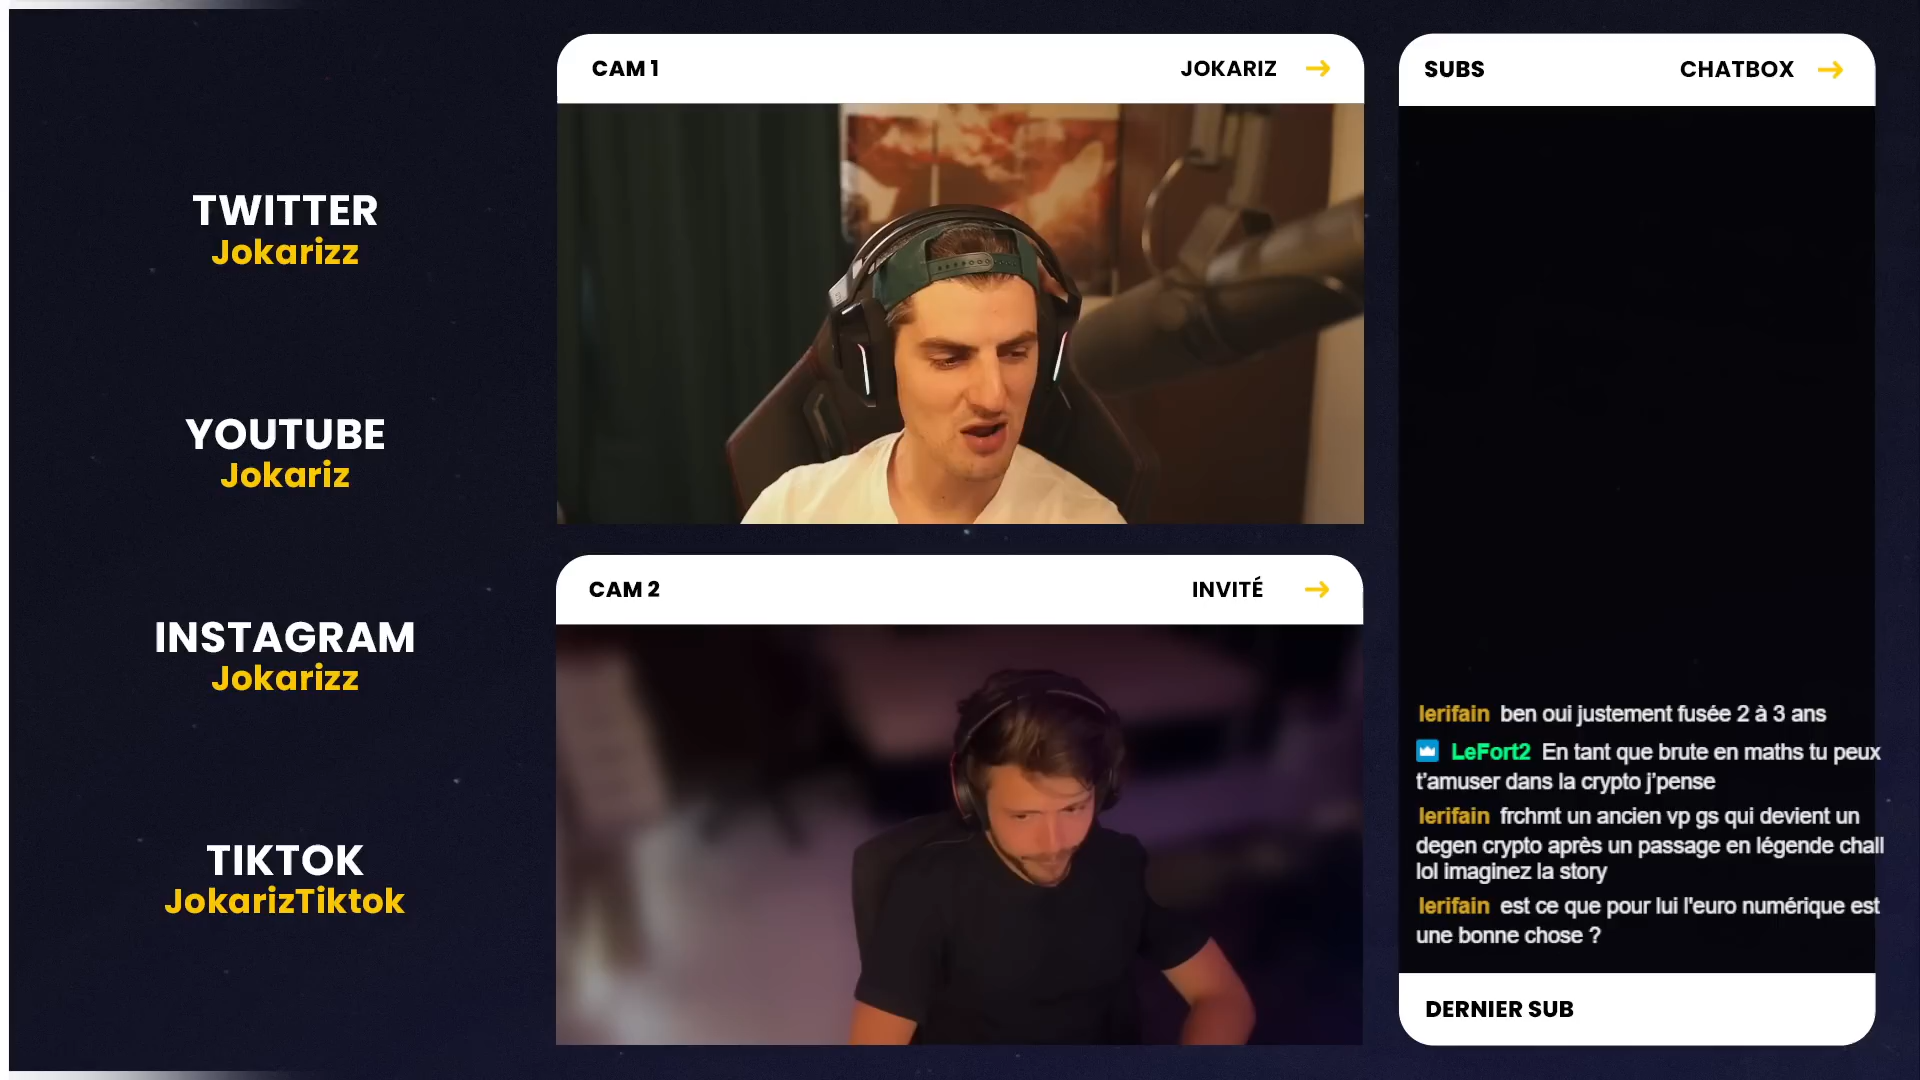 TWITTER
Jokarizz
YOUTUBE
Jokariz
INSTAGRAM
Jokarizz
TIKTOK
JokarizTiktok
CAM 1 JOKARIZ
CAM 2 INVITÉ
SUBS CHATBOX
lerifain ben oui justement fusée 2 à 3 ans
LeFort2 En tant que brute en maths tu peux
t'amuser dans la crypto j'pense
lerifain frchmt un ancien vp gs qui devient un
degen crypto après un passage en légende chall
lol imaginez la story
lerifain est ce que pour lui l'euro numérique est
une bonne chose ?
DERNIER SUB